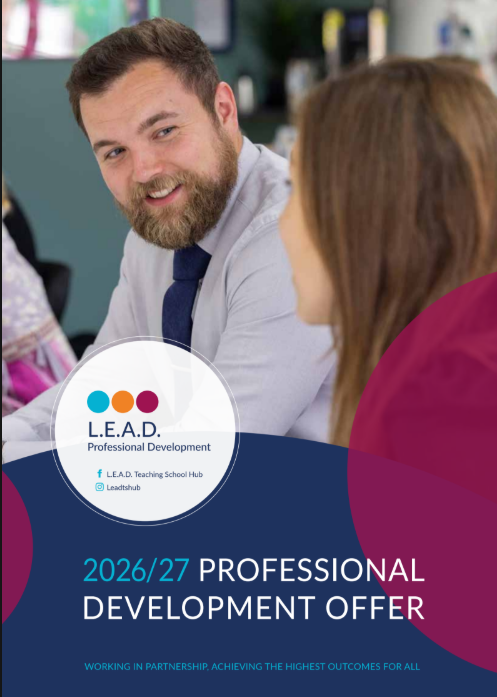 L.E.A.D.
Professional Development
L.E.A.D. Teaching School Hub
Leadtshub
2026/27 PROFESSIONAL
DEVELOPMENT OFFER
WORKING IN PARTNERSHIP, ACHIEVING THE HIGHEST OUTCOMES FOR ALL